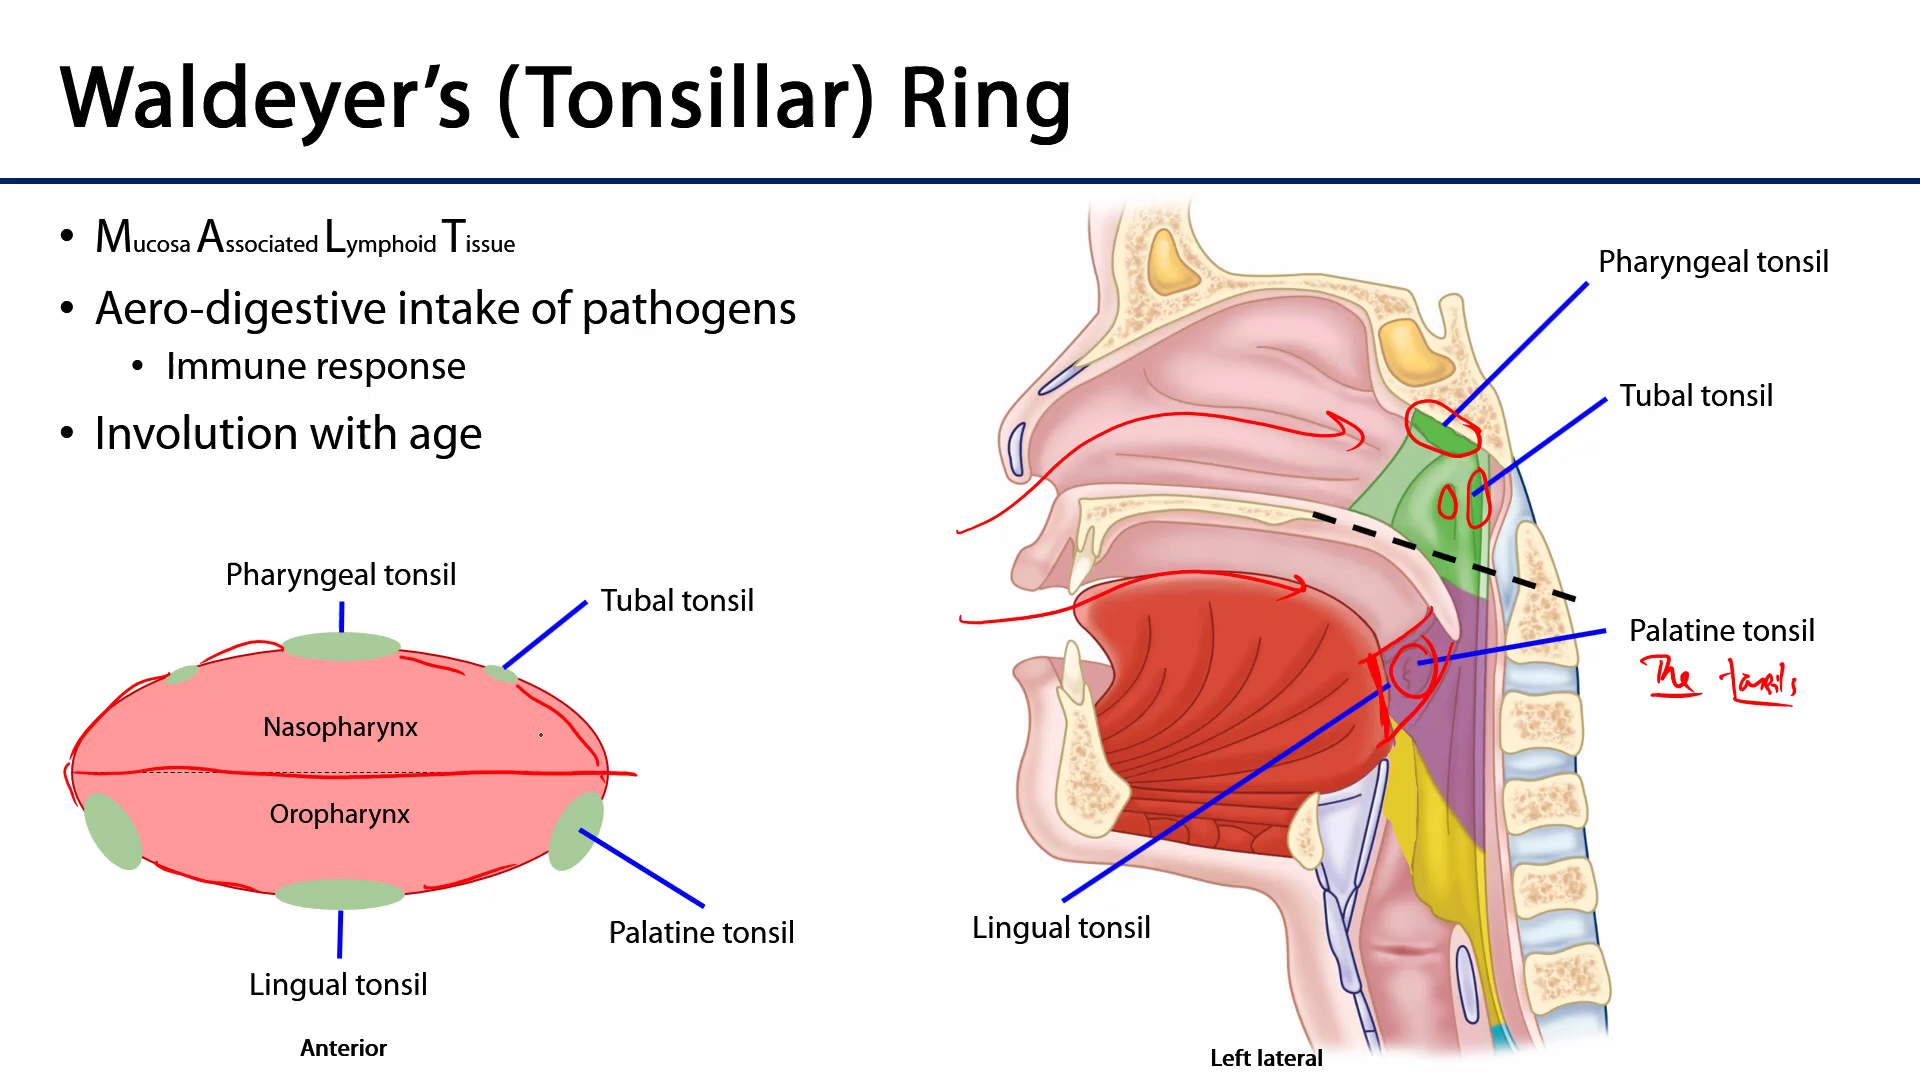 Waldeyer’s (Tonsillar) Ring
• Mucosa Associated Lymphoid Tissue
• Aero-digestive intake of pathogens
• Immune response
• Involution with age
Pharyngeal tonsil
Tubal tonsil
Nasopharynx
Oropharynx
Palatine tonsil
Lingual tonsil
Anterior
Pharyngeal tonsil
Tubal tonsil
Palatine tonsil
The tonsils
Lingual tonsil
Left lateral